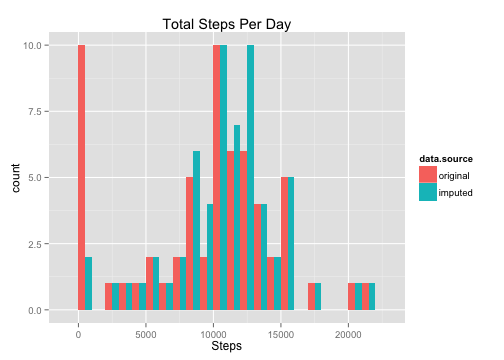 Total Steps Per Day
count
10.0
7.5
5.0
2.5
0.0
0 5000 10000 15000 20000
Steps
data.source
original
imputed